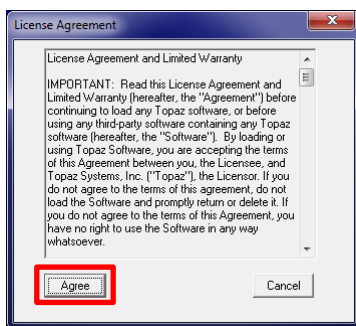 License Agreement
License Agreement and Limited Warranty
IMPORTANT:  Read this License Agreement and
Limited Warranty (hereafter, the "Agreement") before
continuing to load any Topaz software, or before
using any third-party software containing any Topaz
software (hereafter, the "Software").  By loading or
using Topaz Software, you are accepting the terms
of this Agreement between you, the Licensee, and
Topaz Systems, Inc. ("Topaz"), the Licensor. If you
do not agree to the terms of this agreement, do not
load the Software and promptly return or delete it. If
you do not agree to the terms of this Agreement, you
have no right to use the Software in any way
whatsoever.
Agree
Cancel